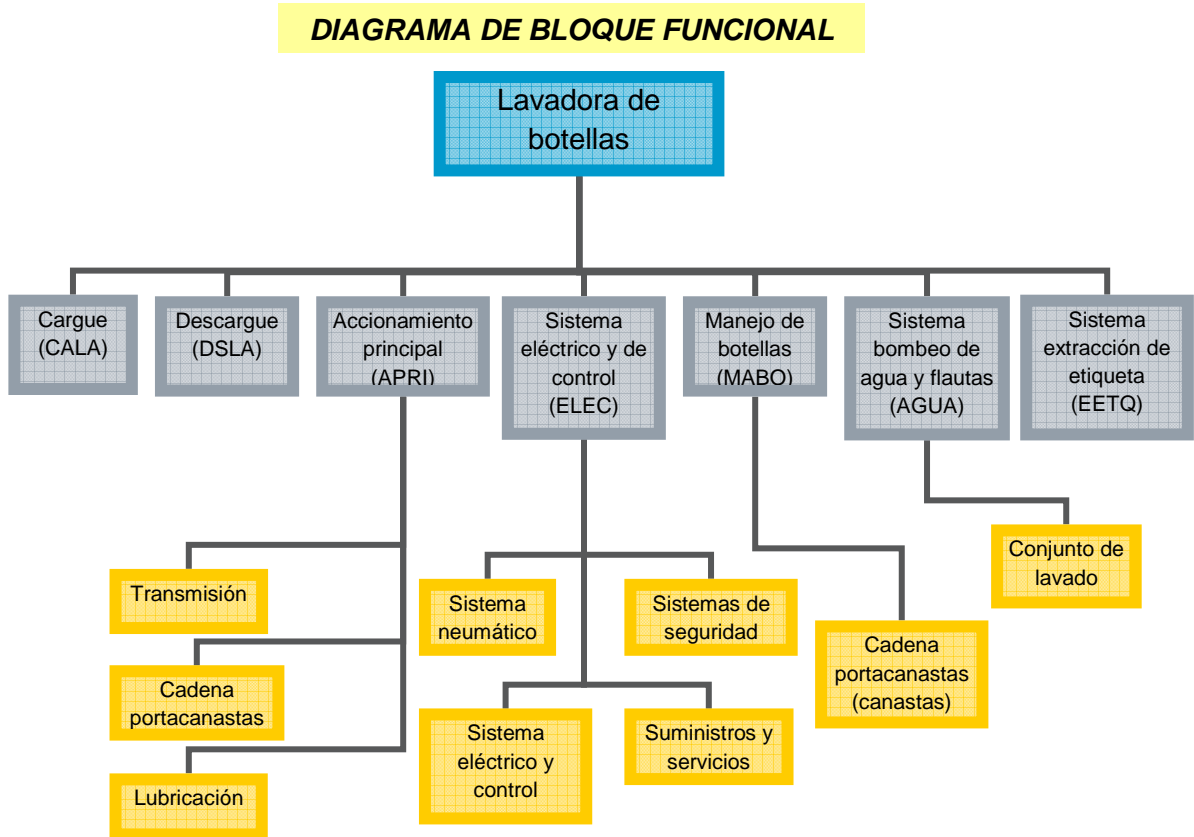 DIAGRAMA DE BLOQUE FUNCIONAL
Lavadora de
botellas
Cargue
(CALA)
Descargue
(DSLA)
Accionamiento
principal
(APRI)
Sistema
eléctrico y de
control
(ELEC)
Manejo de
botellas
(MABO)
Sistema
bombeo de
agua y flautas
(AGUA)
Sistema
extracción de
etiqueta
(EETQ)
Transmisión
Cadena
portacanastas
Lubricación
Sistema
neumático
Sistemas de
seguridad
Sistema
eléctrico y
control
Suministros y
servicios
Cadena
portacanastas
(canastas)
Conjunto de
lavado